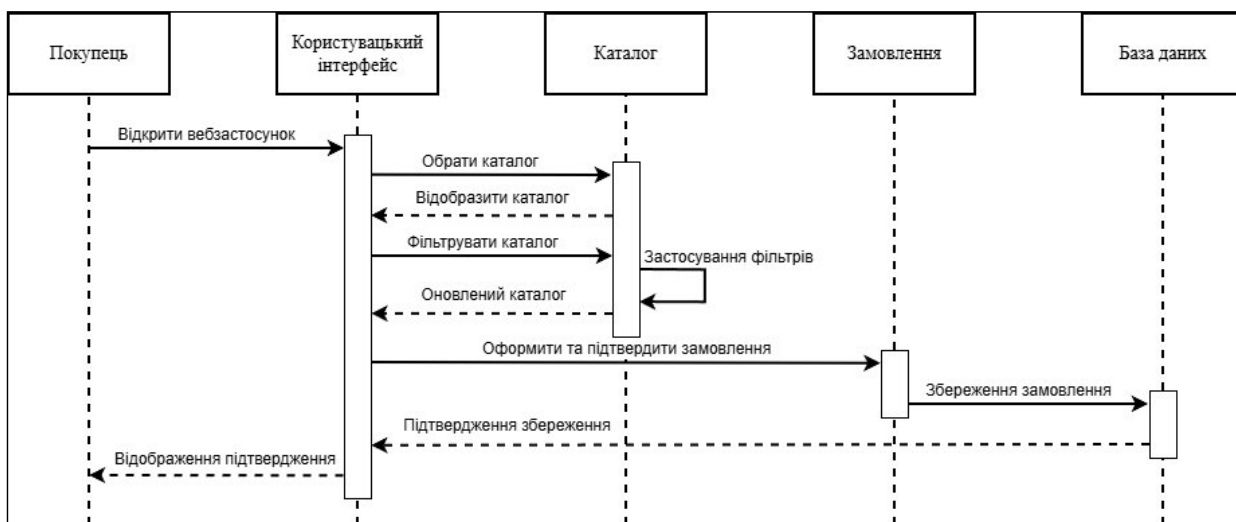 Покупець
Користувацький
інтерфейс
Каталог
Замовлення
База даних
Відкрити вебзастосунок
Обрати каталог
Відобразити каталог
Фільтрувати каталог
Застосування фільтрів
Оновлений каталог
Оформити та підтвердити замовлення
Збереження замовлення
Підтвердження збереження
Відображення підтвердження